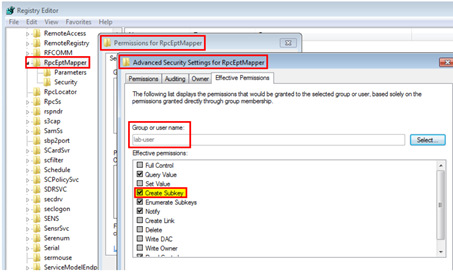 Registry Editor
File Edit View Favorites Help
RemoteAccess
RemoteRegistry
RFCOMM
RpcEptMapper
Parameters
Security
RpcLocator
RpcSs
rspndr
s3cap
SamSs
sbp2port
SCardSvr
scfilter
Schedule
SCPolicySvc
SDRSVC
secdrv
seclogon
SENS
SensrSvc
Serenum
Serial
sermouse
ServiceModelEndp
Permissions for RpcEptMapper
Advanced Security Settings for RpcEptMapper
Permissions Auditing Owner Effective Permissions
The following list displays the permissions that would be granted to the selected group or user, based solely on the
permissions granted directly through group membership.
Group or user name:
lab-user
Select...
Effective permissions:
Full Control
Query Value
Set Value
Create Subkey
Enumerate Subkeys
Notify
Create Link
Delete
Write DAC
Write Owner